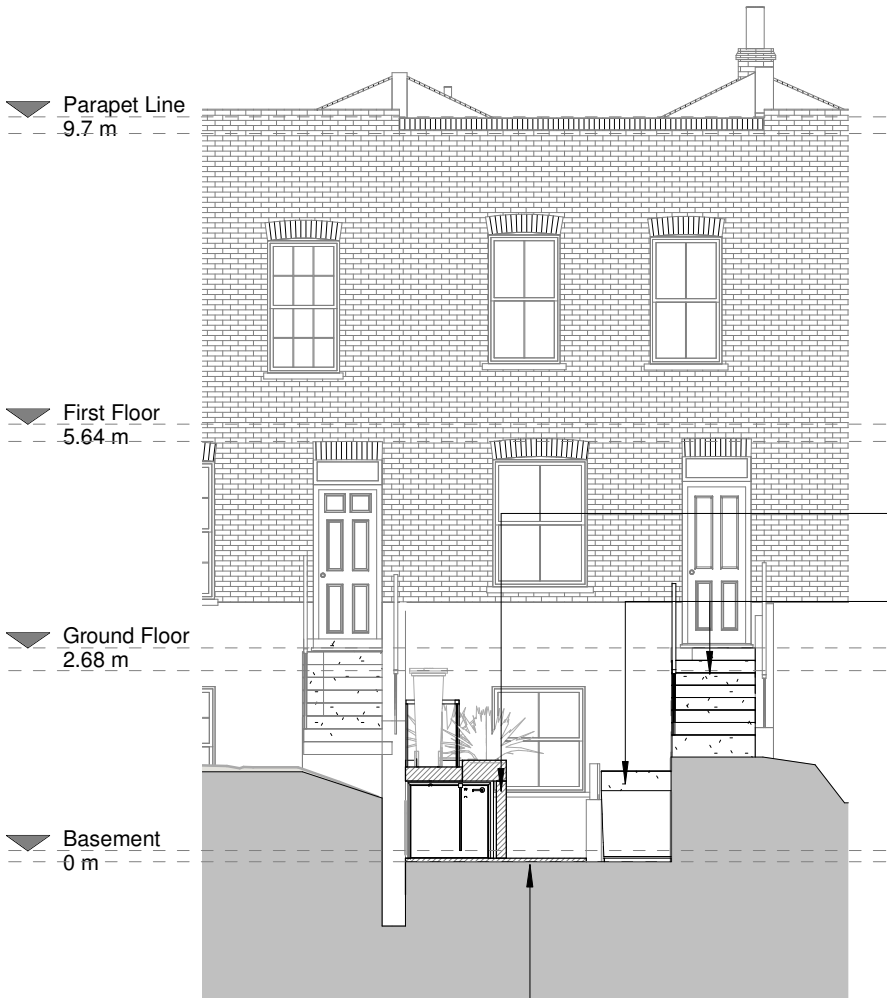 Parapet Line
9.7 m
First Floor
5.64 m
Ground Floor
2.68 m
Basement
0 m